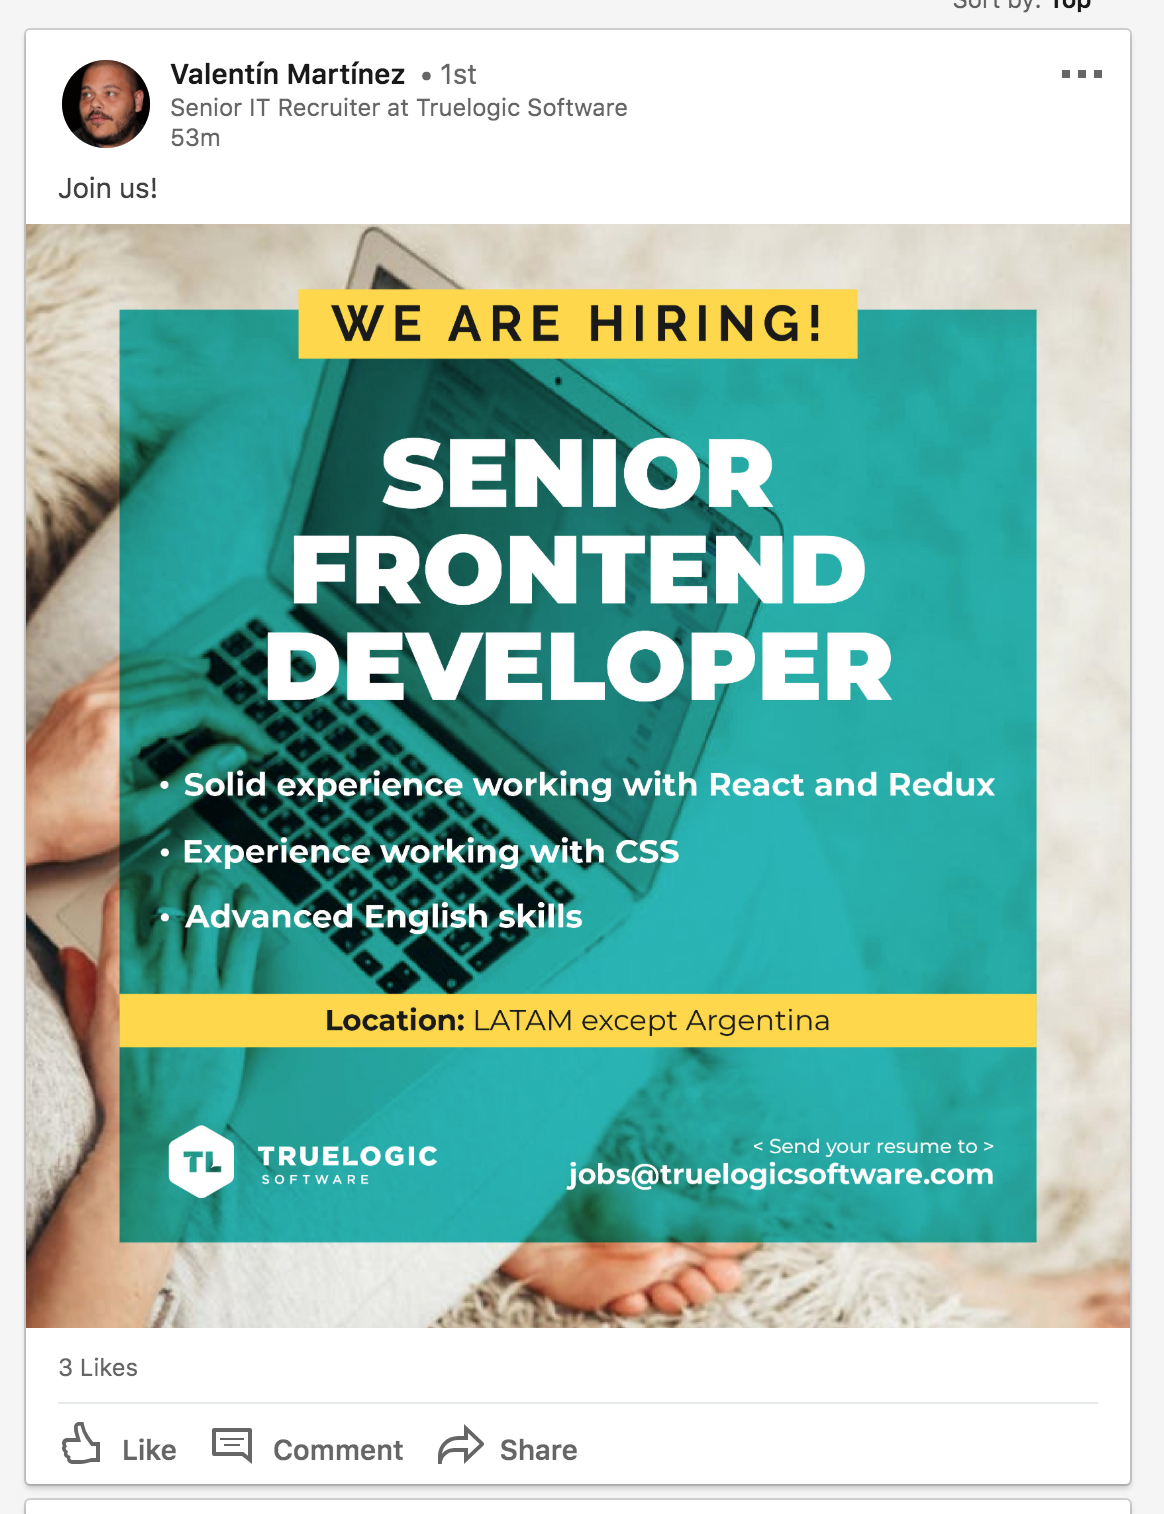 Sort by: Top
Valentín Martínez • 1st
Senior IT Recruiter at Truelogic Software
53m
Join us!
WE ARE HIRING!
SENIOR
FRONTEND
DEVELOPER
• Solid experience working with React and Redux
• Experience working with CSS
• Advanced English skills
Location: LATAM except Argentina
TL
TRUELOGIC
SOFTWARE
< Send your resume to >
jobs@truelogicsoftware.com
3 Likes
Like
Comment
Share